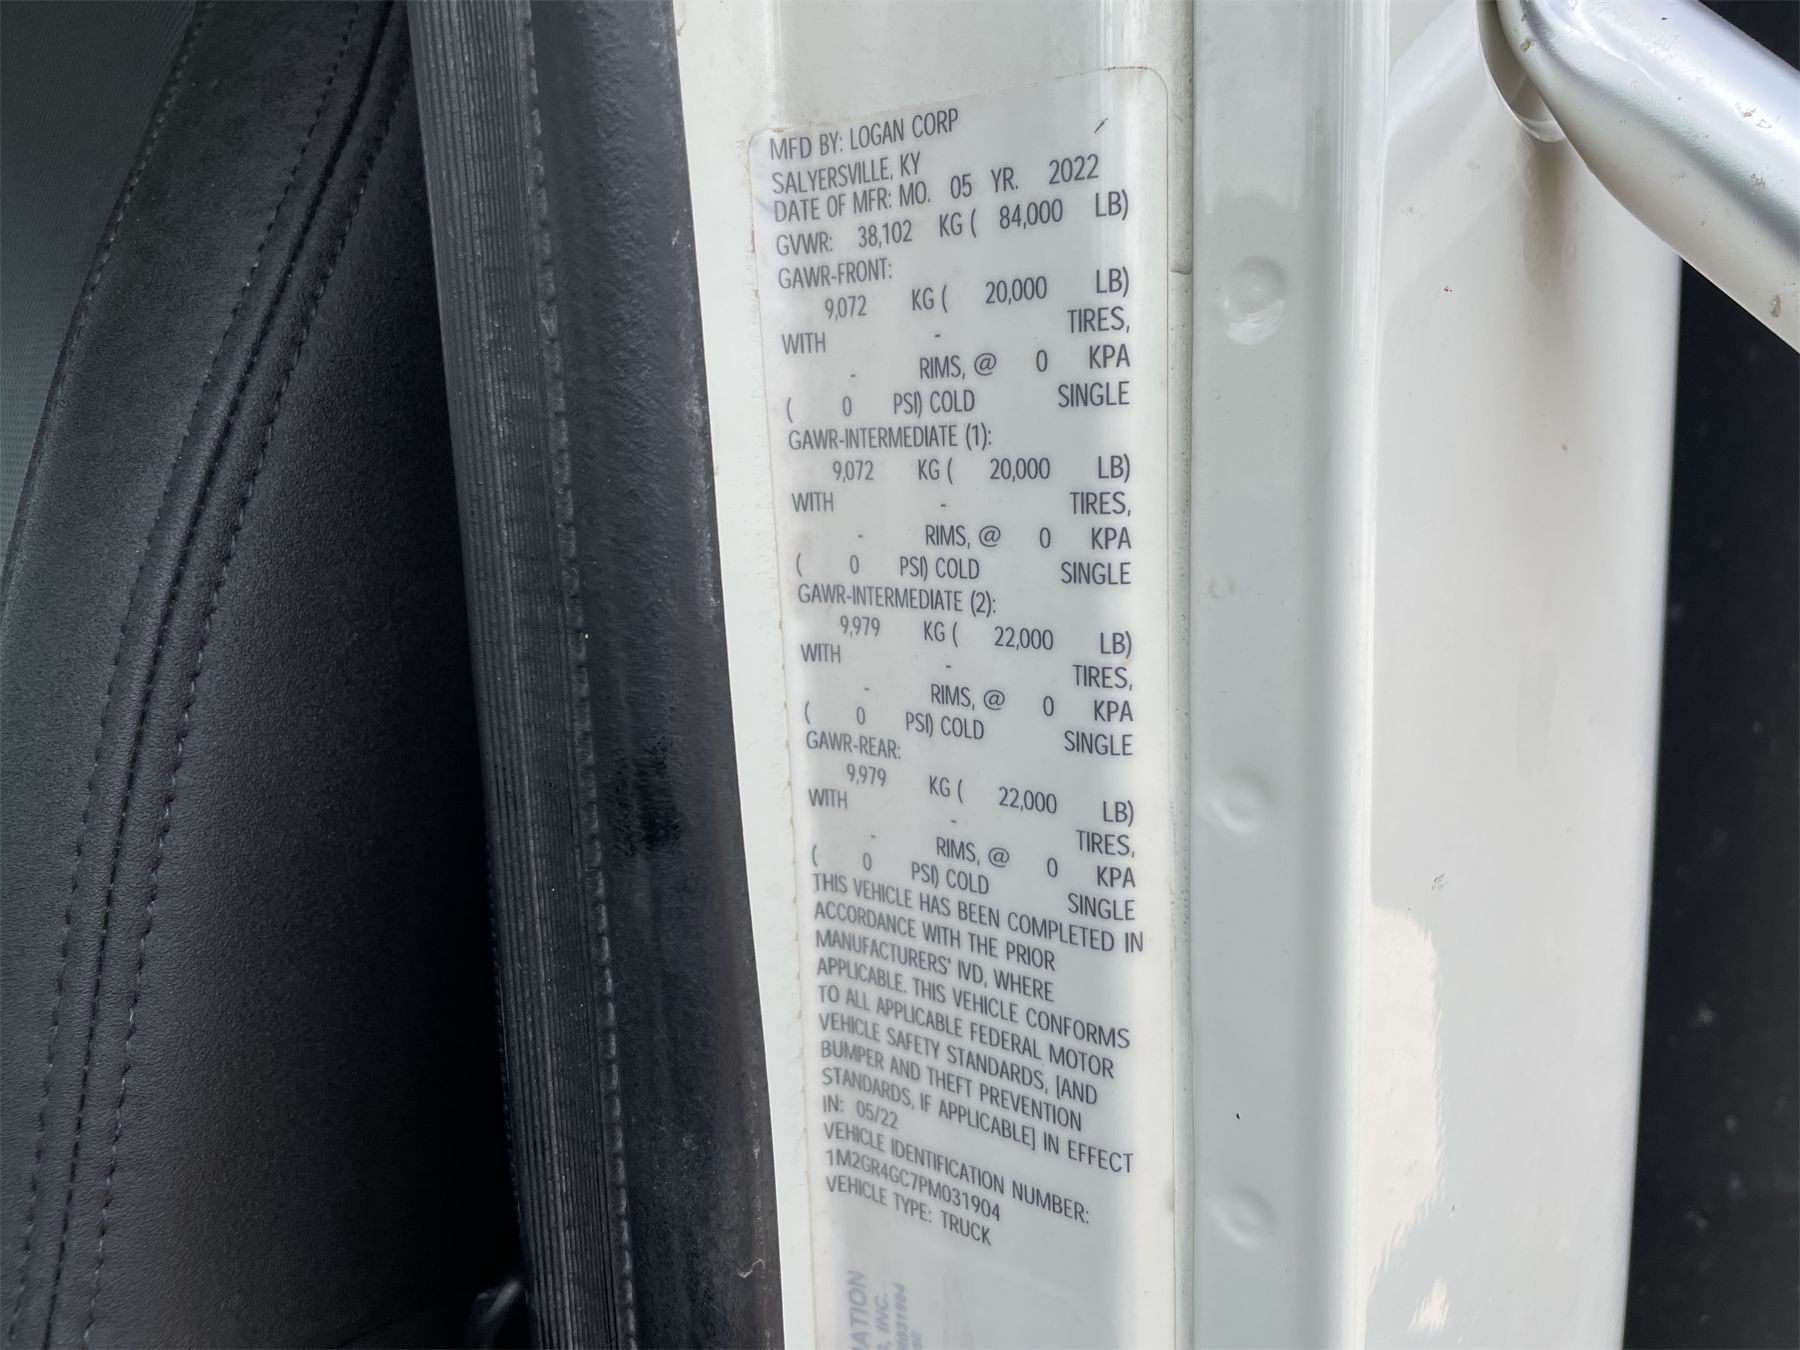 MFD BY: LOGAN CORP
SALYERSVILLE, KY
DATE OF MFR: MO. 05 YR. 2022
GVWR: 38,102 KG ( 84,000 LB)
GAWR-FRONT:
9,072 KG ( 20,000 LB)
WITH - TIRES,
- RIMS, @ 0 KPA
( 0 PSI) COLD SINGLE
GAWR-INTERMEDIATE (1):
9,072 KG ( 20,000 LB)
WITH - TIRES,
- RIMS, @ 0 KPA
( 0 PSI) COLD SINGLE
GAWR-INTERMEDIATE (2):
9,979 KG ( 22,000 LB)
WITH - TIRES,
- RIMS, @ 0 KPA
( 0 PSI) COLD SINGLE
GAWR-REAR:
9,979 KG ( 22,000 LB)
WITH - TIRES,
- RIMS, @ 0 KPA
( 0 PSI) COLD SINGLE
THIS VEHICLE HAS BEEN COMPLETED IN
ACCORDANCE WITH THE PRIOR
MANUFACTURERS' IVD, WHERE
APPLICABLE. THIS VEHICLE CONFORMS
TO ALL APPLICABLE FEDERAL MOTOR
VEHICLE SAFETY STANDARDS, [AND
BUMPER AND THEFT PREVENTION
STANDARDS, IF APPLICABLE] IN EFFECT
IN: 05/22
VEHICLE IDENTIFICATION NUMBER:
1M2GR4GC7PM031904
VEHICLE TYPE: TRUCK
INC.